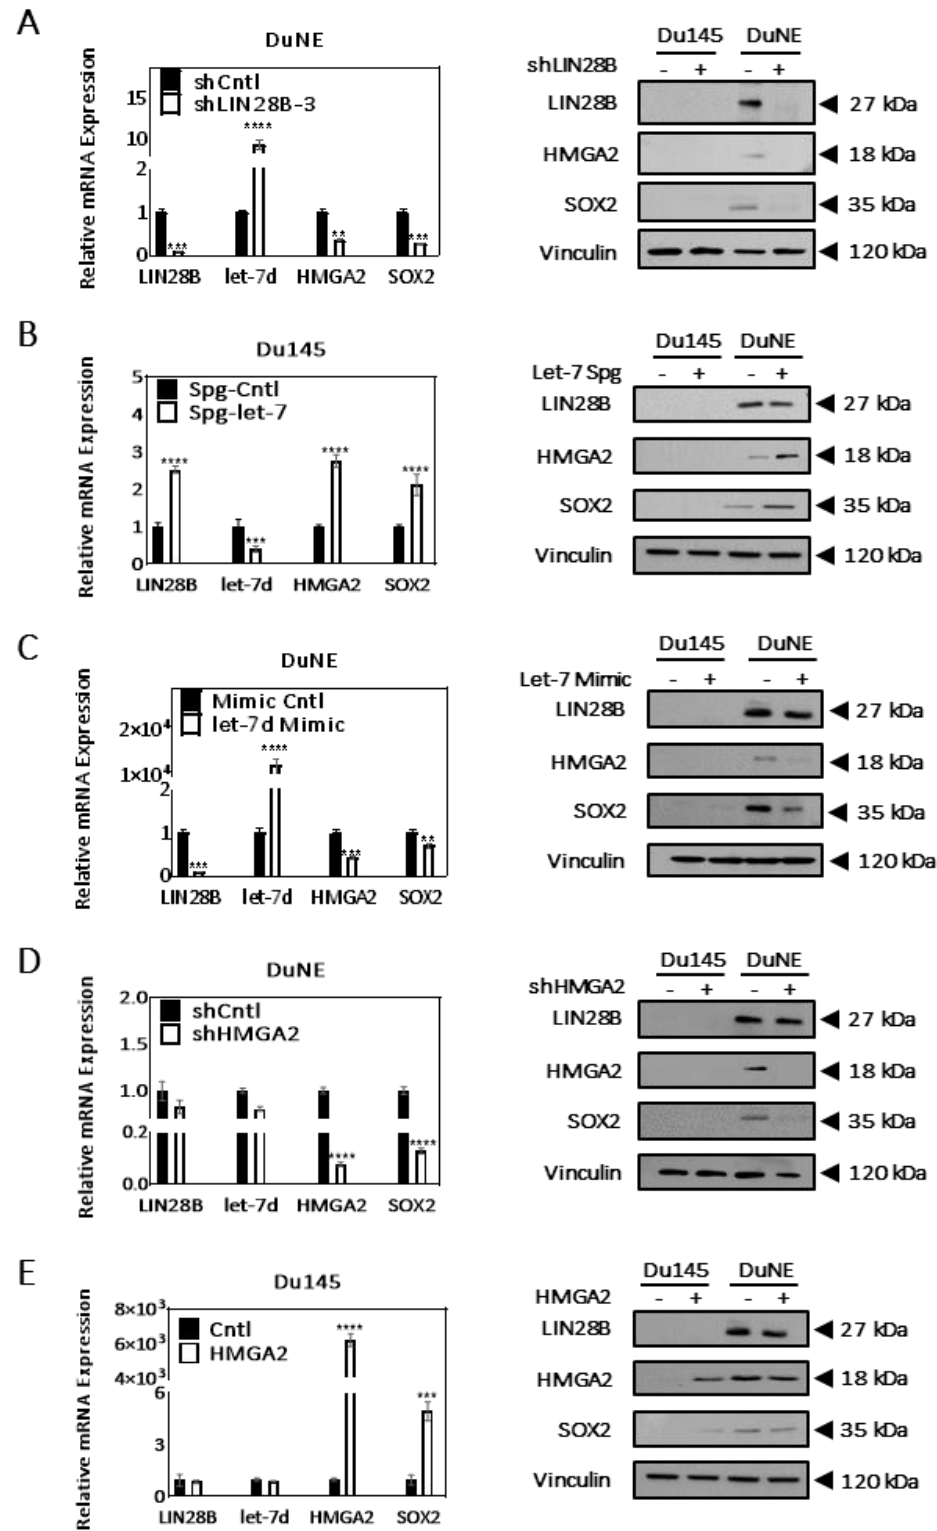 A
DuNE
Relative mRNA Expression
shCntl
shLIN28B-3
15
10
2
1
0
***
****
**
***
LIN28B let-7d HMGA2 SOX2
Du145 DuNE
shLIN28B - + - +
LIN28B 27 kDa
HMGA2 18 kDa
SOX2 35 kDa
Vinculin 120 kDa
B
Du145
Relative mRNA Expression
Spg-Cntl
Spg-let-7
5
4
3
2
1
0
****
***
****
****
LIN28B let-7d HMGA2 SOX2
Du145 DuNE
Let-7 Spg - + - +
LIN28B 27 kDa
HMGA2 18 kDa
SOX2 35 kDa
Vinculin 120 kDa
C
DuNE
Relative mRNA Expression
Mimic Cntl
let-7d Mimic
2×10⁴
1×10⁴
2
1
0
***
****
***
**
LIN28B let-7d HMGA2 SOX2
Du145 DuNE
Let-7 Mimic - + - +
LIN28B 27 kDa
HMGA2 18 kDa
SOX2 35 kDa
Vinculin 120 kDa
D
DuNE
Relative mRNA Expression
shCntl
shHMGA2
2.0
1.5
1.0
0.2
0.0
****
****
LIN28B let-7d HMGA2 SOX2
Du145 DuNE
shHMGA2 - + - +
LIN28B 27 kDa
HMGA2 18 kDa
SOX2 35 kDa
Vinculin 120 kDa
E
Du145
Relative mRNA Expression
Cntl
HMGA2
8×10³
6×10³
4×10³
6
3
0
****
***
LIN28B let-7d HMGA2 SOX2
Du145 DuNE
HMGA2 - + - +
LIN28B 27 kDa
HMGA2 18 kDa
SOX2 35 kDa
Vinculin 120 kDa